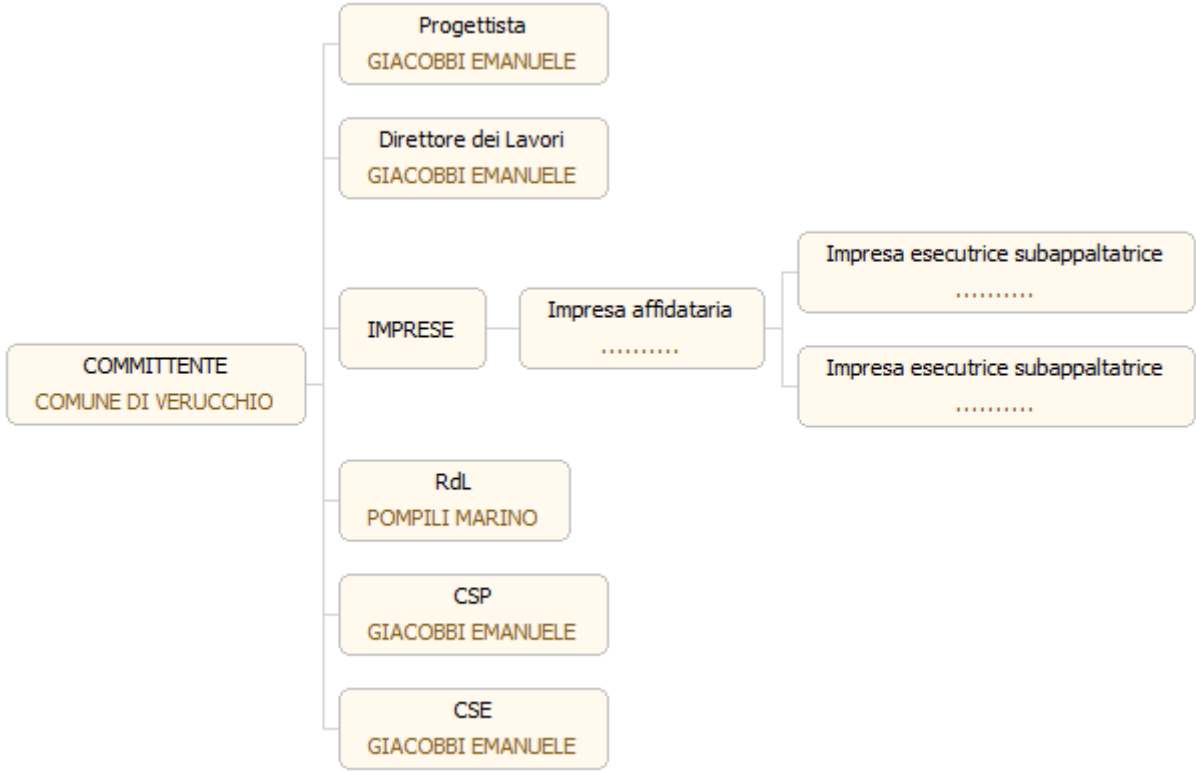 Progettista
GIACOBBI EMANUELE
Direttore dei Lavori
GIACOBBI EMANUELE
Impresa esecutrice subappaltatrice
..........
IMPRESE
Impresa affidataria
..........
Impresa esecutrice subappaltatrice
..........
COMMITTENTE
COMUNE DI VERUCCHIO
RdL
POMPILI MARINO
CSP
GIACOBBI EMANUELE
CSE
GIACOBBI EMANUELE